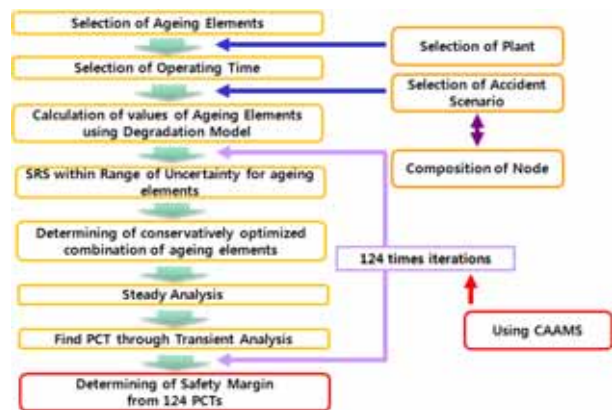 Selection of Ageing Elements
Selection of Operating Time
Calculation of values of Ageing Elements
using Degradation Model
SRS within Range of Uncertainty for ageing
elements
Determining of conservatively optimized
combination of ageing elements
Steady Analysis
Find PCT through Transient Analysis
Determining of Safety Margin
from 124 PCTs
Selection of Plant
Selection of Accident
Scenario
Composition of Node
124 times iterations
Using CAAMS